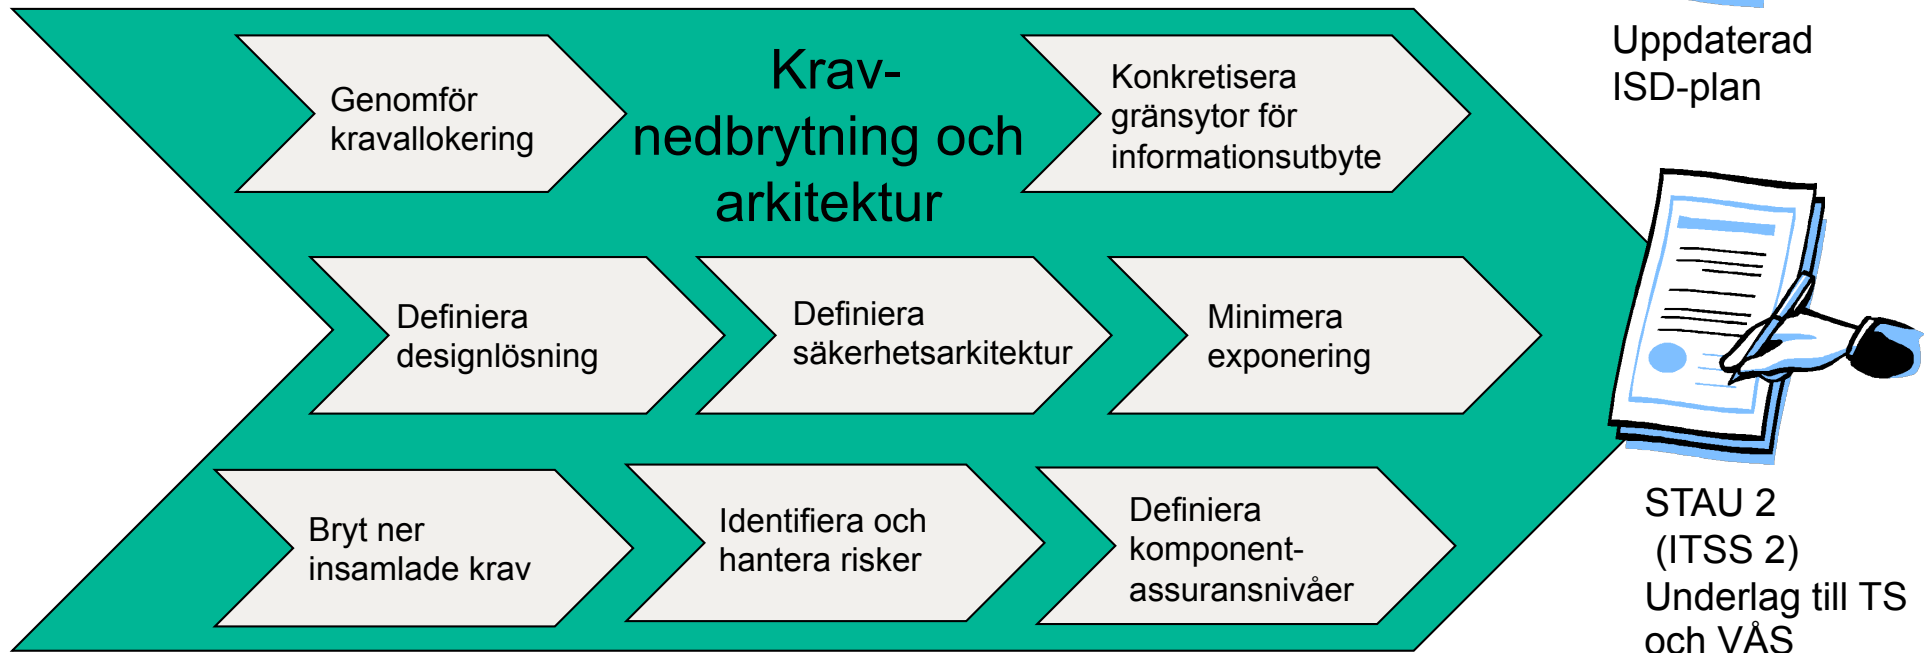 Krav-
nedbrytning och
arkitektur
Genomför
kravallokering
Konkretisera
gränsytor för
informationsutbyte
Definiera
designlösning
Definiera
säkerhetsarkitektur
Minimera
exponering
Bryt ner
insamlade krav
Identifiera och
hantera risker
Definiera
komponent-
assuransnivåer
Uppdaterad
ISD-plan
STAU 2
(ITSS 2)
Underlag till TS
och VÅS